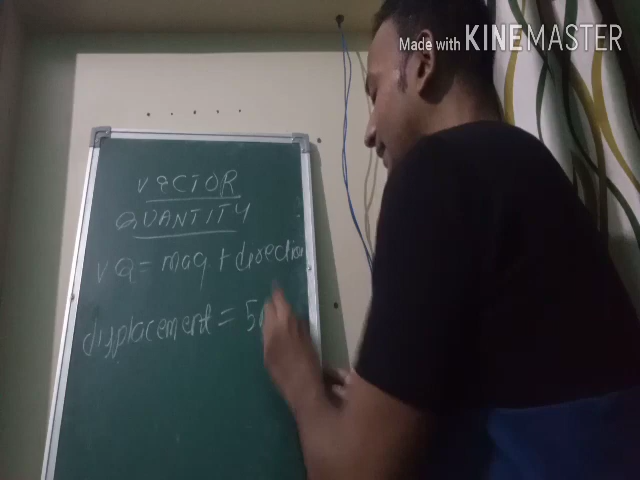 Made with KINEMASTER
VECTOR
QUANTITY
VQ = mag + direction
displacement = 5